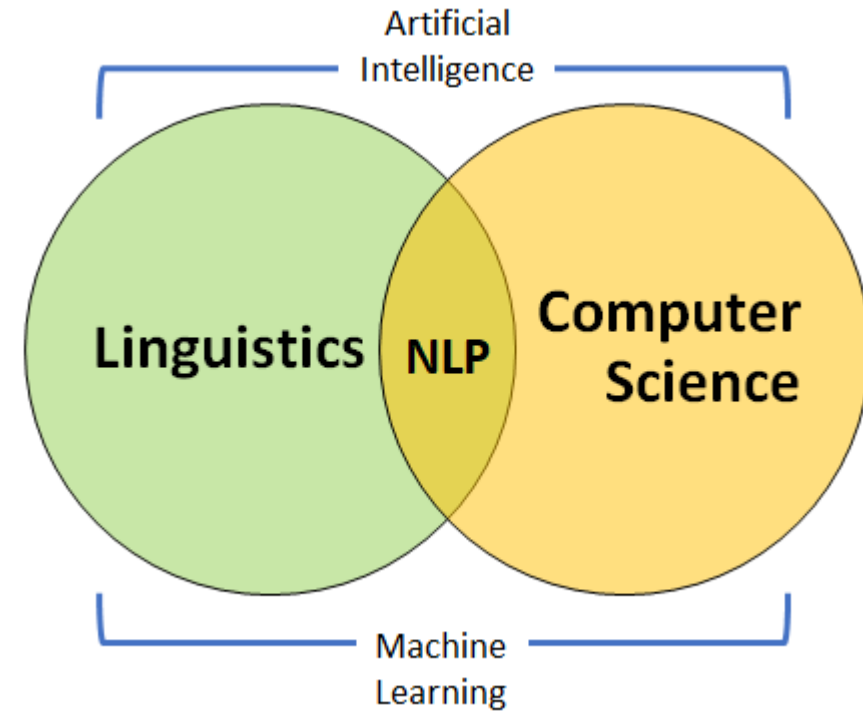 Artificial
Intelligence
Linguistics
NLP
Computer
Science
Machine
Learning